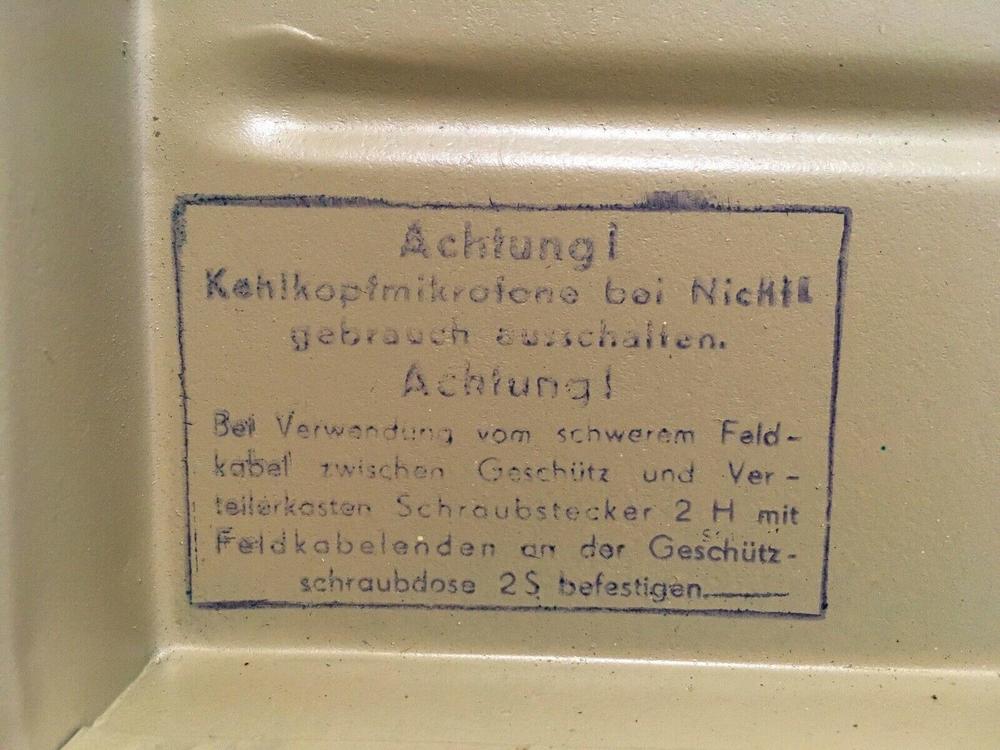 Achtung!
Kehlkopfmikrofone bei Nicht-
gebrauch ausschalten.
Achtung!
Bei Verwendung vom schwerem Feld-
kabel zwischen Geschütz und Ver-
teilerkasten Schraubstecker 2 H mit
Feldkabelenden an der Geschütz-
schraubdose 2 S befestigen.